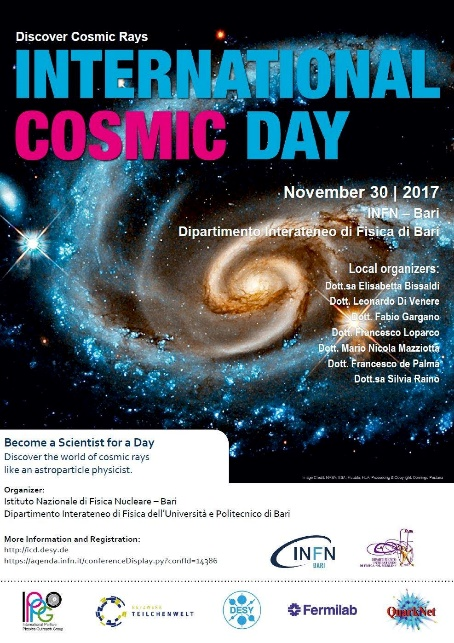 Discover Cosmic Rays
INTERNATIONAL
COSMIC DAY
November 30 | 2017
INFN – Bari
Dipartimento Interateneo di Fisica di Bari
Local organizers:
Dott.sa Elisabetta Bissaldi
Dott. Leonardo Di Venere
Dott. Fabio Gargano
Dott. Francesco Loparco
Dott. Mario Nicola Mazziotta
Dott. Francesco de Palma
Dott.sa Silvia Rainò
Become a Scientist for a Day
Discover the world of cosmic rays
like an astroparticle physicist.
Organizer:
Istituto Nazionale di Fisica Nucleare – Bari
Dipartimento Interateneo di Fisica dell'Università e Politecnico di Bari
More Information and Registration:
http://icd.desy.de
https://agenda.infn.it/conferenceDisplay.py?confId=14386
INFN
BARI
IPPOG
International Particle
Physics Outreach Group
NETZWERK
TEILCHENWELT
DESY
Fermilab
QuarkNet